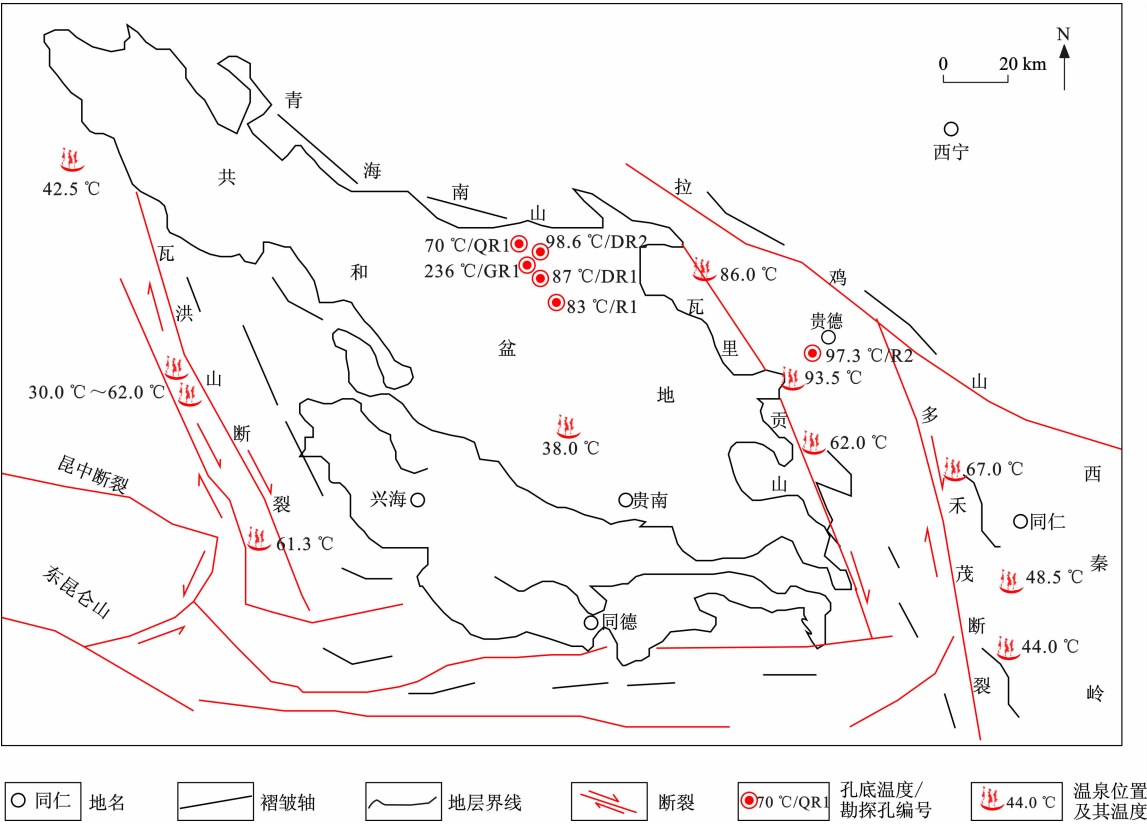 N
0 20 km
西宁
青海南山
拉鸡山
共和盆地
42.5 ℃
70 ℃/QR1
98.6 ℃/DR2
236 ℃/GR1
87 ℃/DR1
83 ℃/R1
86.0 ℃
瓦洪山断裂
瓦里贡山
贵德
97.3 ℃/R2
93.5 ℃
30.0 ℃～62.0 ℃
38.0 ℃
62.0 ℃
多禾茂断裂
67.0 ℃
西秦岭
昆中断裂
兴海
贵南
同仁
61.3 ℃
东昆仑山
48.5 ℃
同德
44.0 ℃
同仁
地名
褶皱轴
地层界线
断裂
70 ℃/QR1
孔底温度/
勘探孔编号
44.0 ℃
温泉位置
及其温度